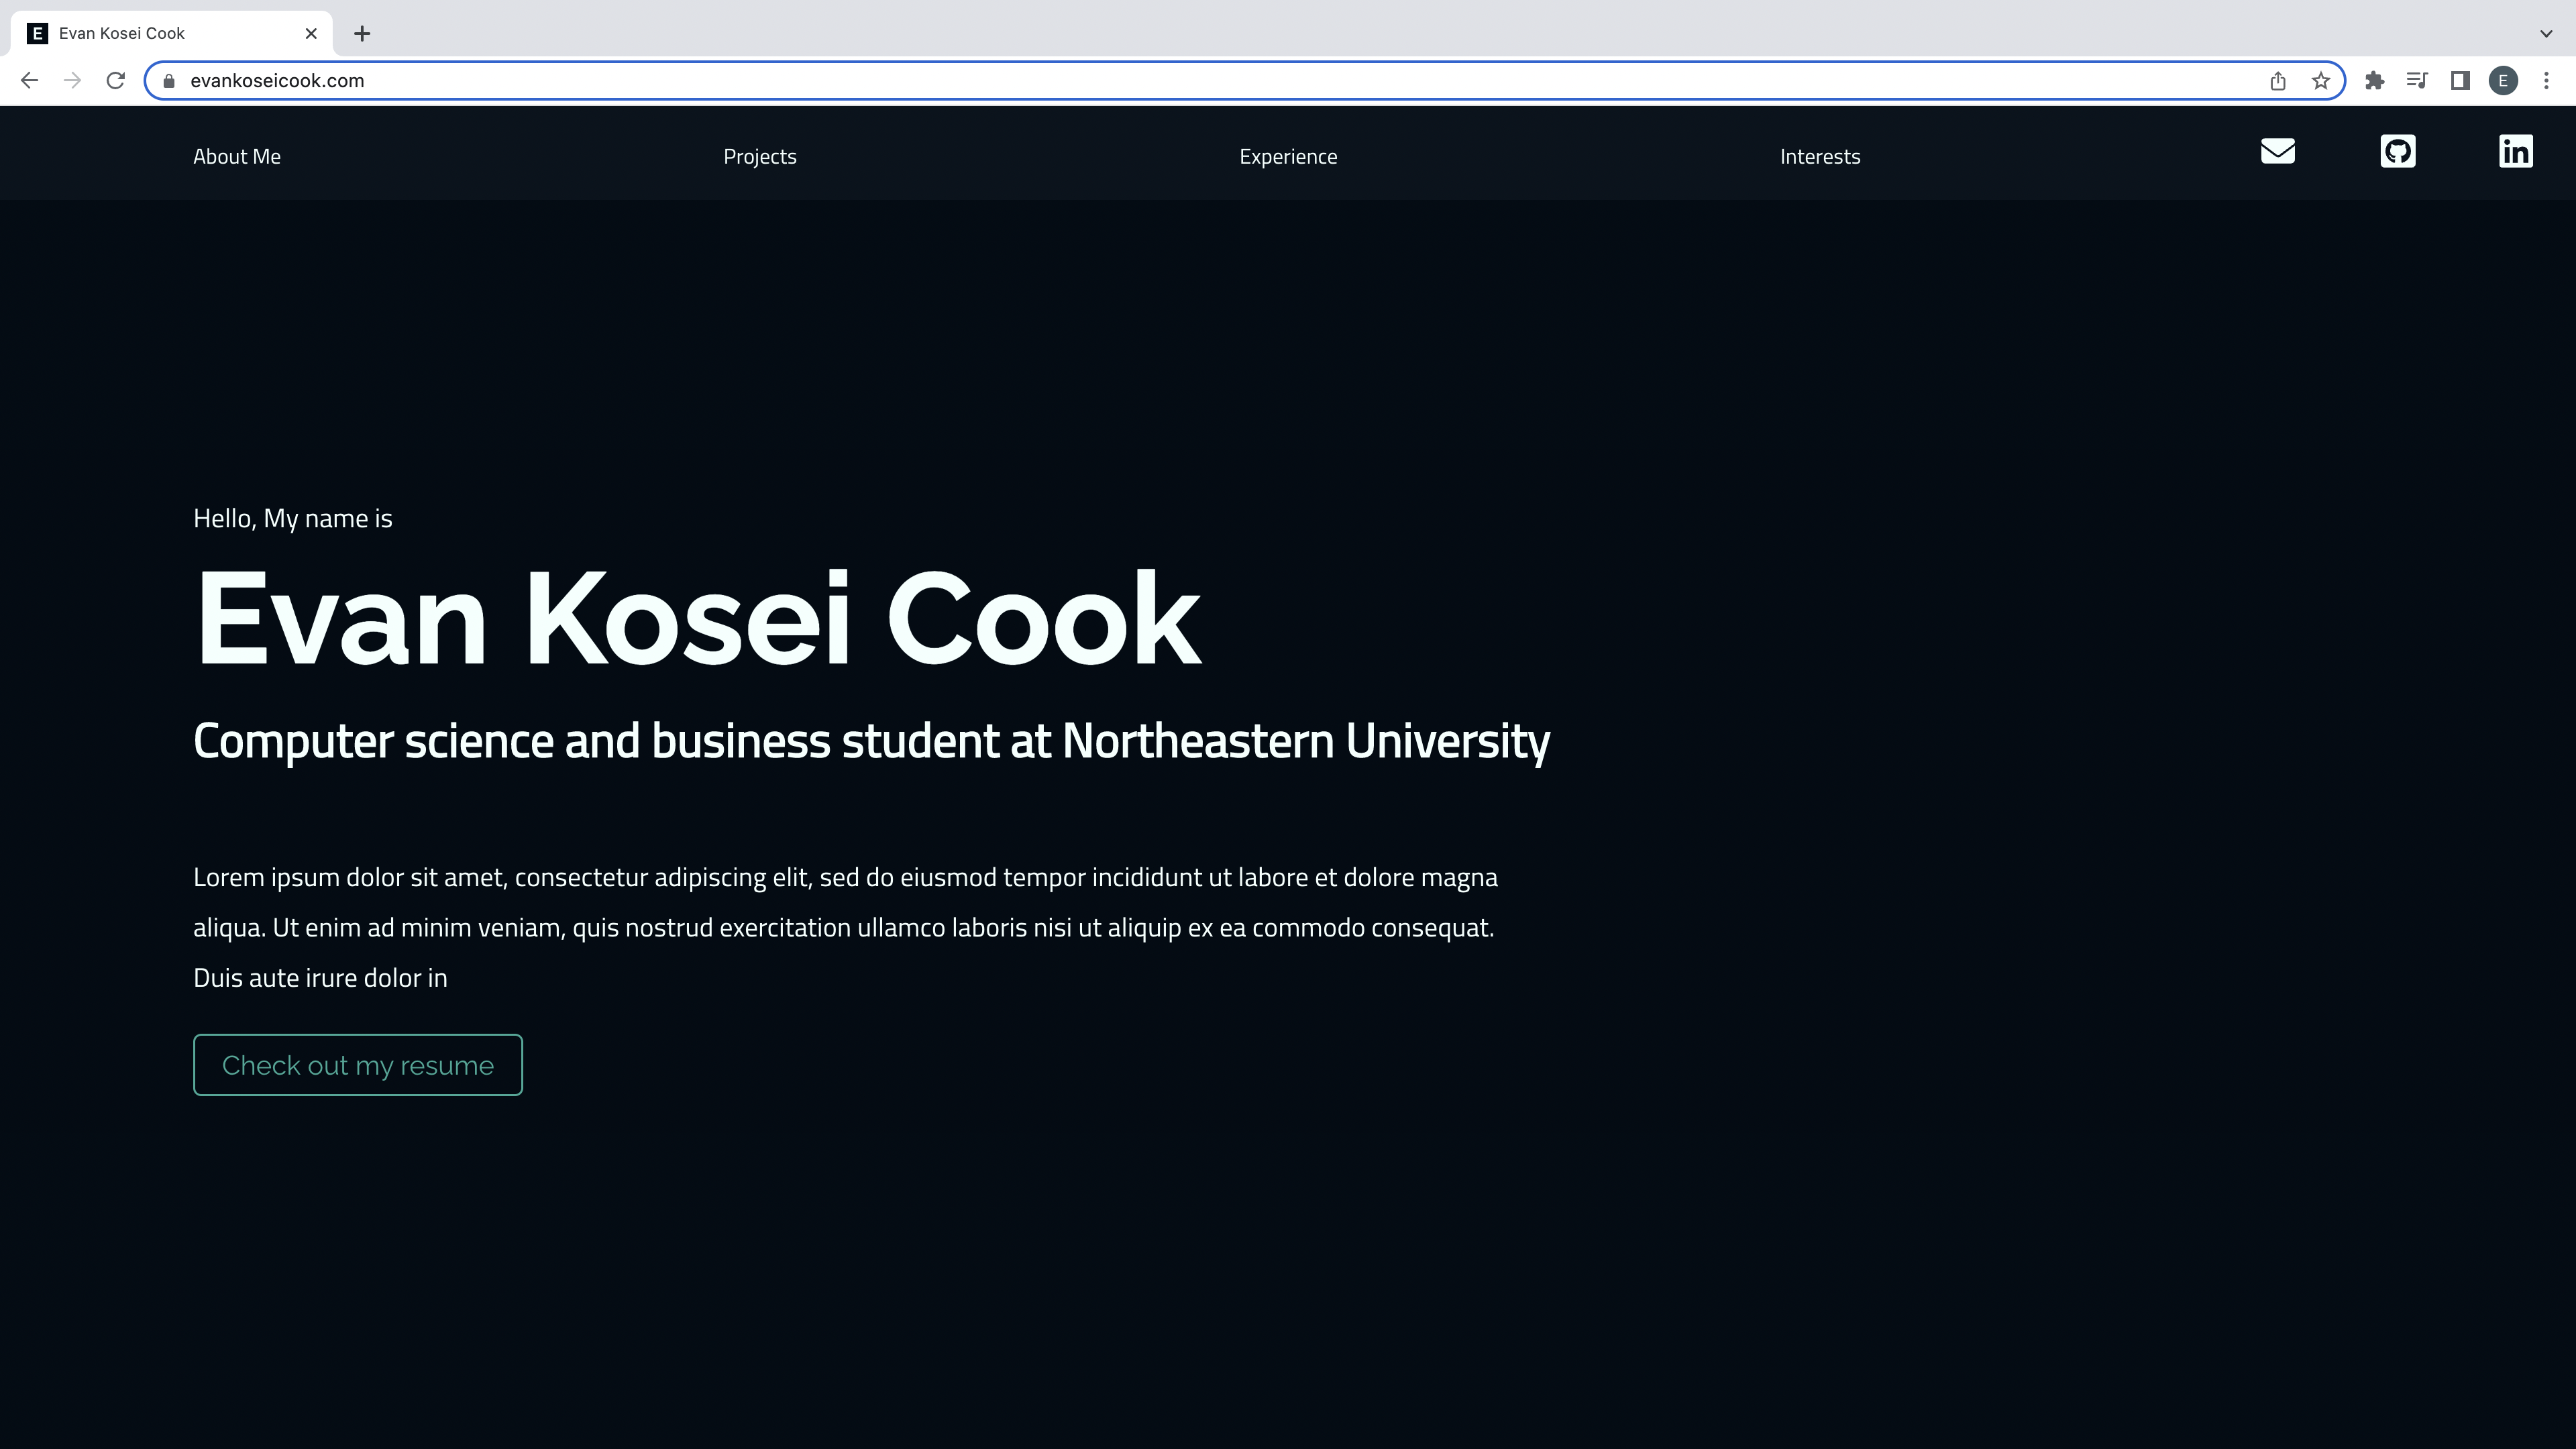 E Evan Kosei Cook
evankoseicook.com
E
About Me Projects Experience Interests in
Hello, My name is
Evan Kosei Cook
Computer science and business student at Northeastern University
Lorem ipsum dolor sit amet, consectetur adipiscing elit, sed do eiusmod tempor incididunt ut labore et dolore magna
aliqua. Ut enim ad minim veniam, quis nostrud exercitation ullamco laboris nisi ut aliquip ex ea commodo consequat.
Duis aute irure dolor in
Check out my resume